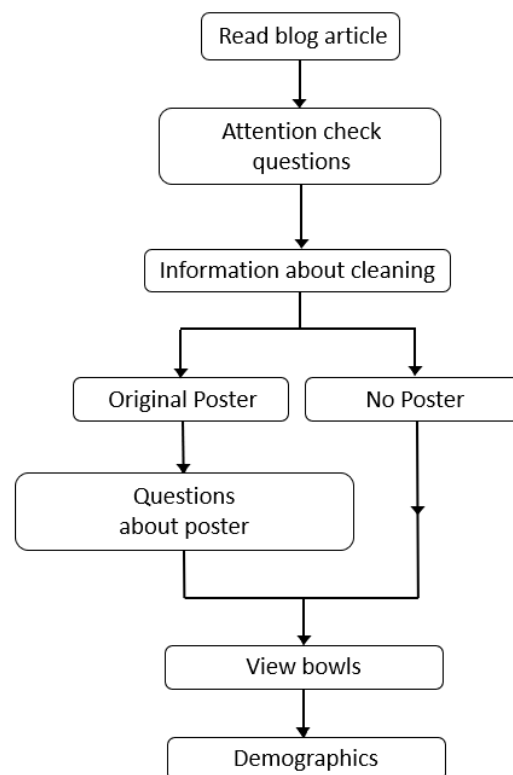 Read blog article
Attention check
questions
Information about cleaning
Original Poster
No Poster
Questions
about poster
View bowls
Demographics